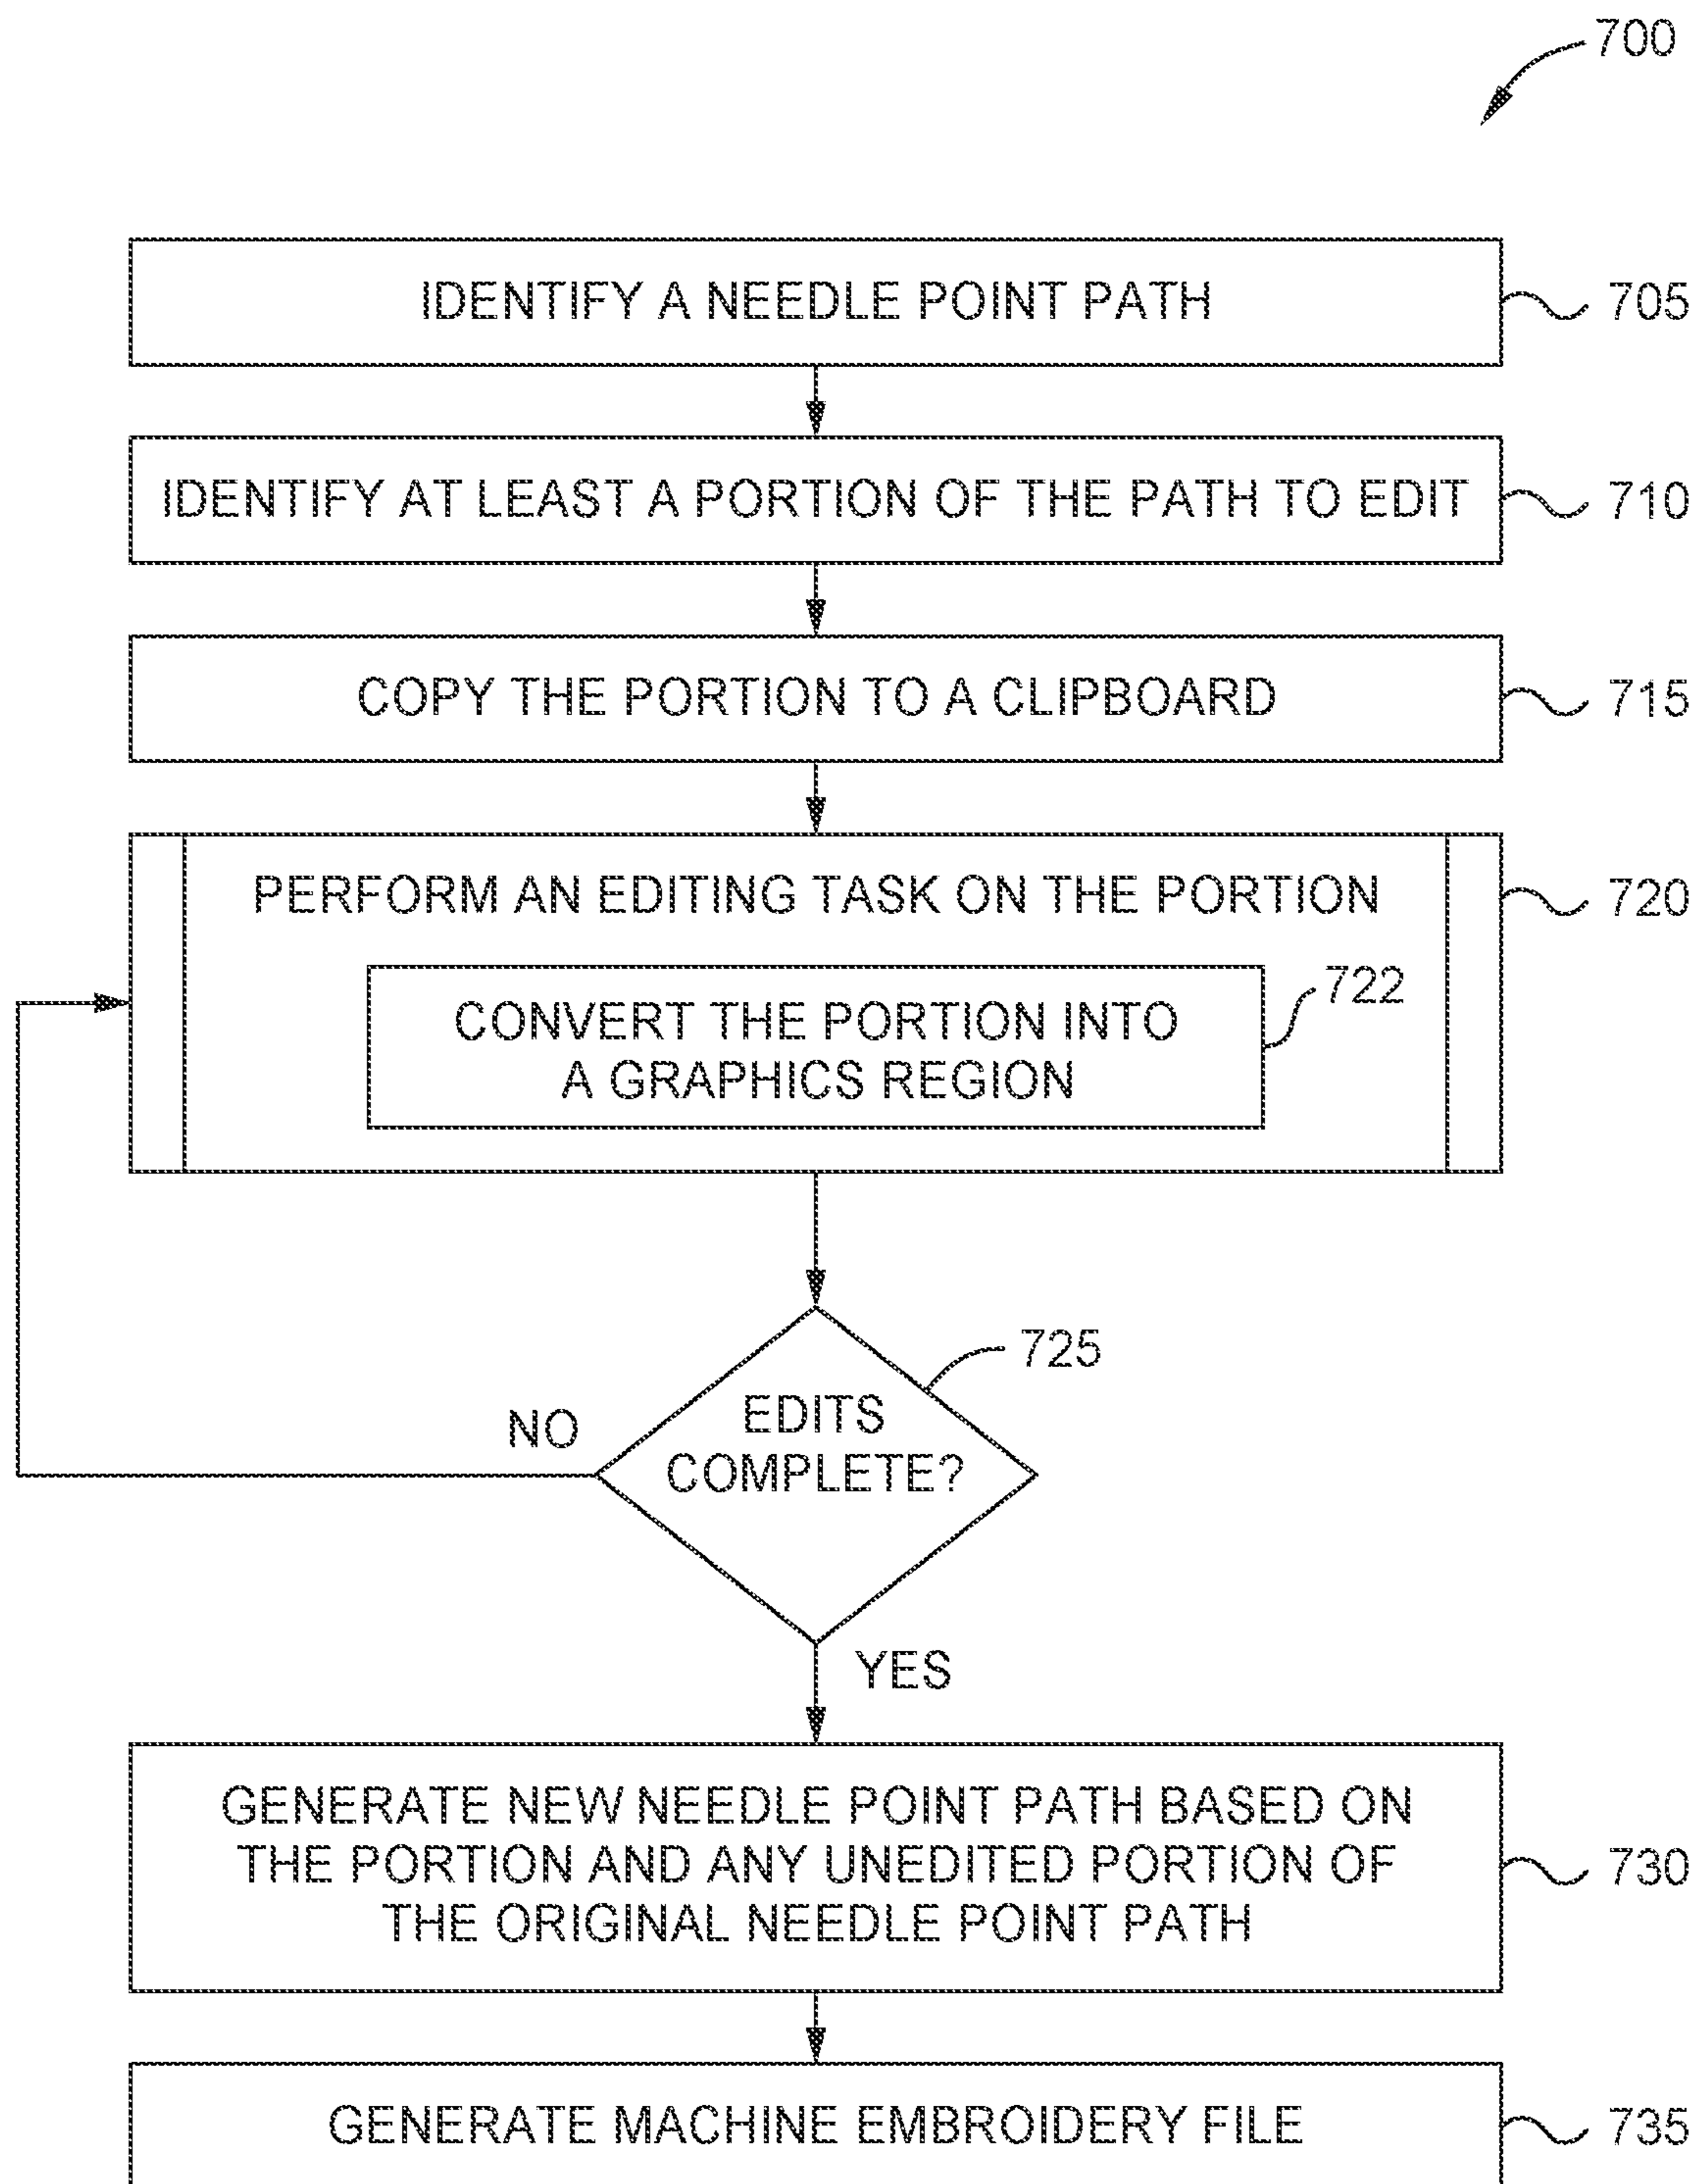 700
IDENTIFY A NEEDLE POINT PATH
705
IDENTIFY AT LEAST A PORTION OF THE PATH TO EDIT
710
COPY THE PORTION TO A CLIPBOARD
715
PERFORM AN EDITING TASK ON THE PORTION
720
CONVERT THE PORTION INTO
A GRAPHICS REGION
722
EDITS
COMPLETE?
725
NO
YES
GENERATE NEW NEEDLE POINT PATH BASED ON
THE PORTION AND ANY UNEDITED PORTION OF
THE ORIGINAL NEEDLE POINT PATH
730
GENERATE MACHINE EMBROIDERY FILE
735